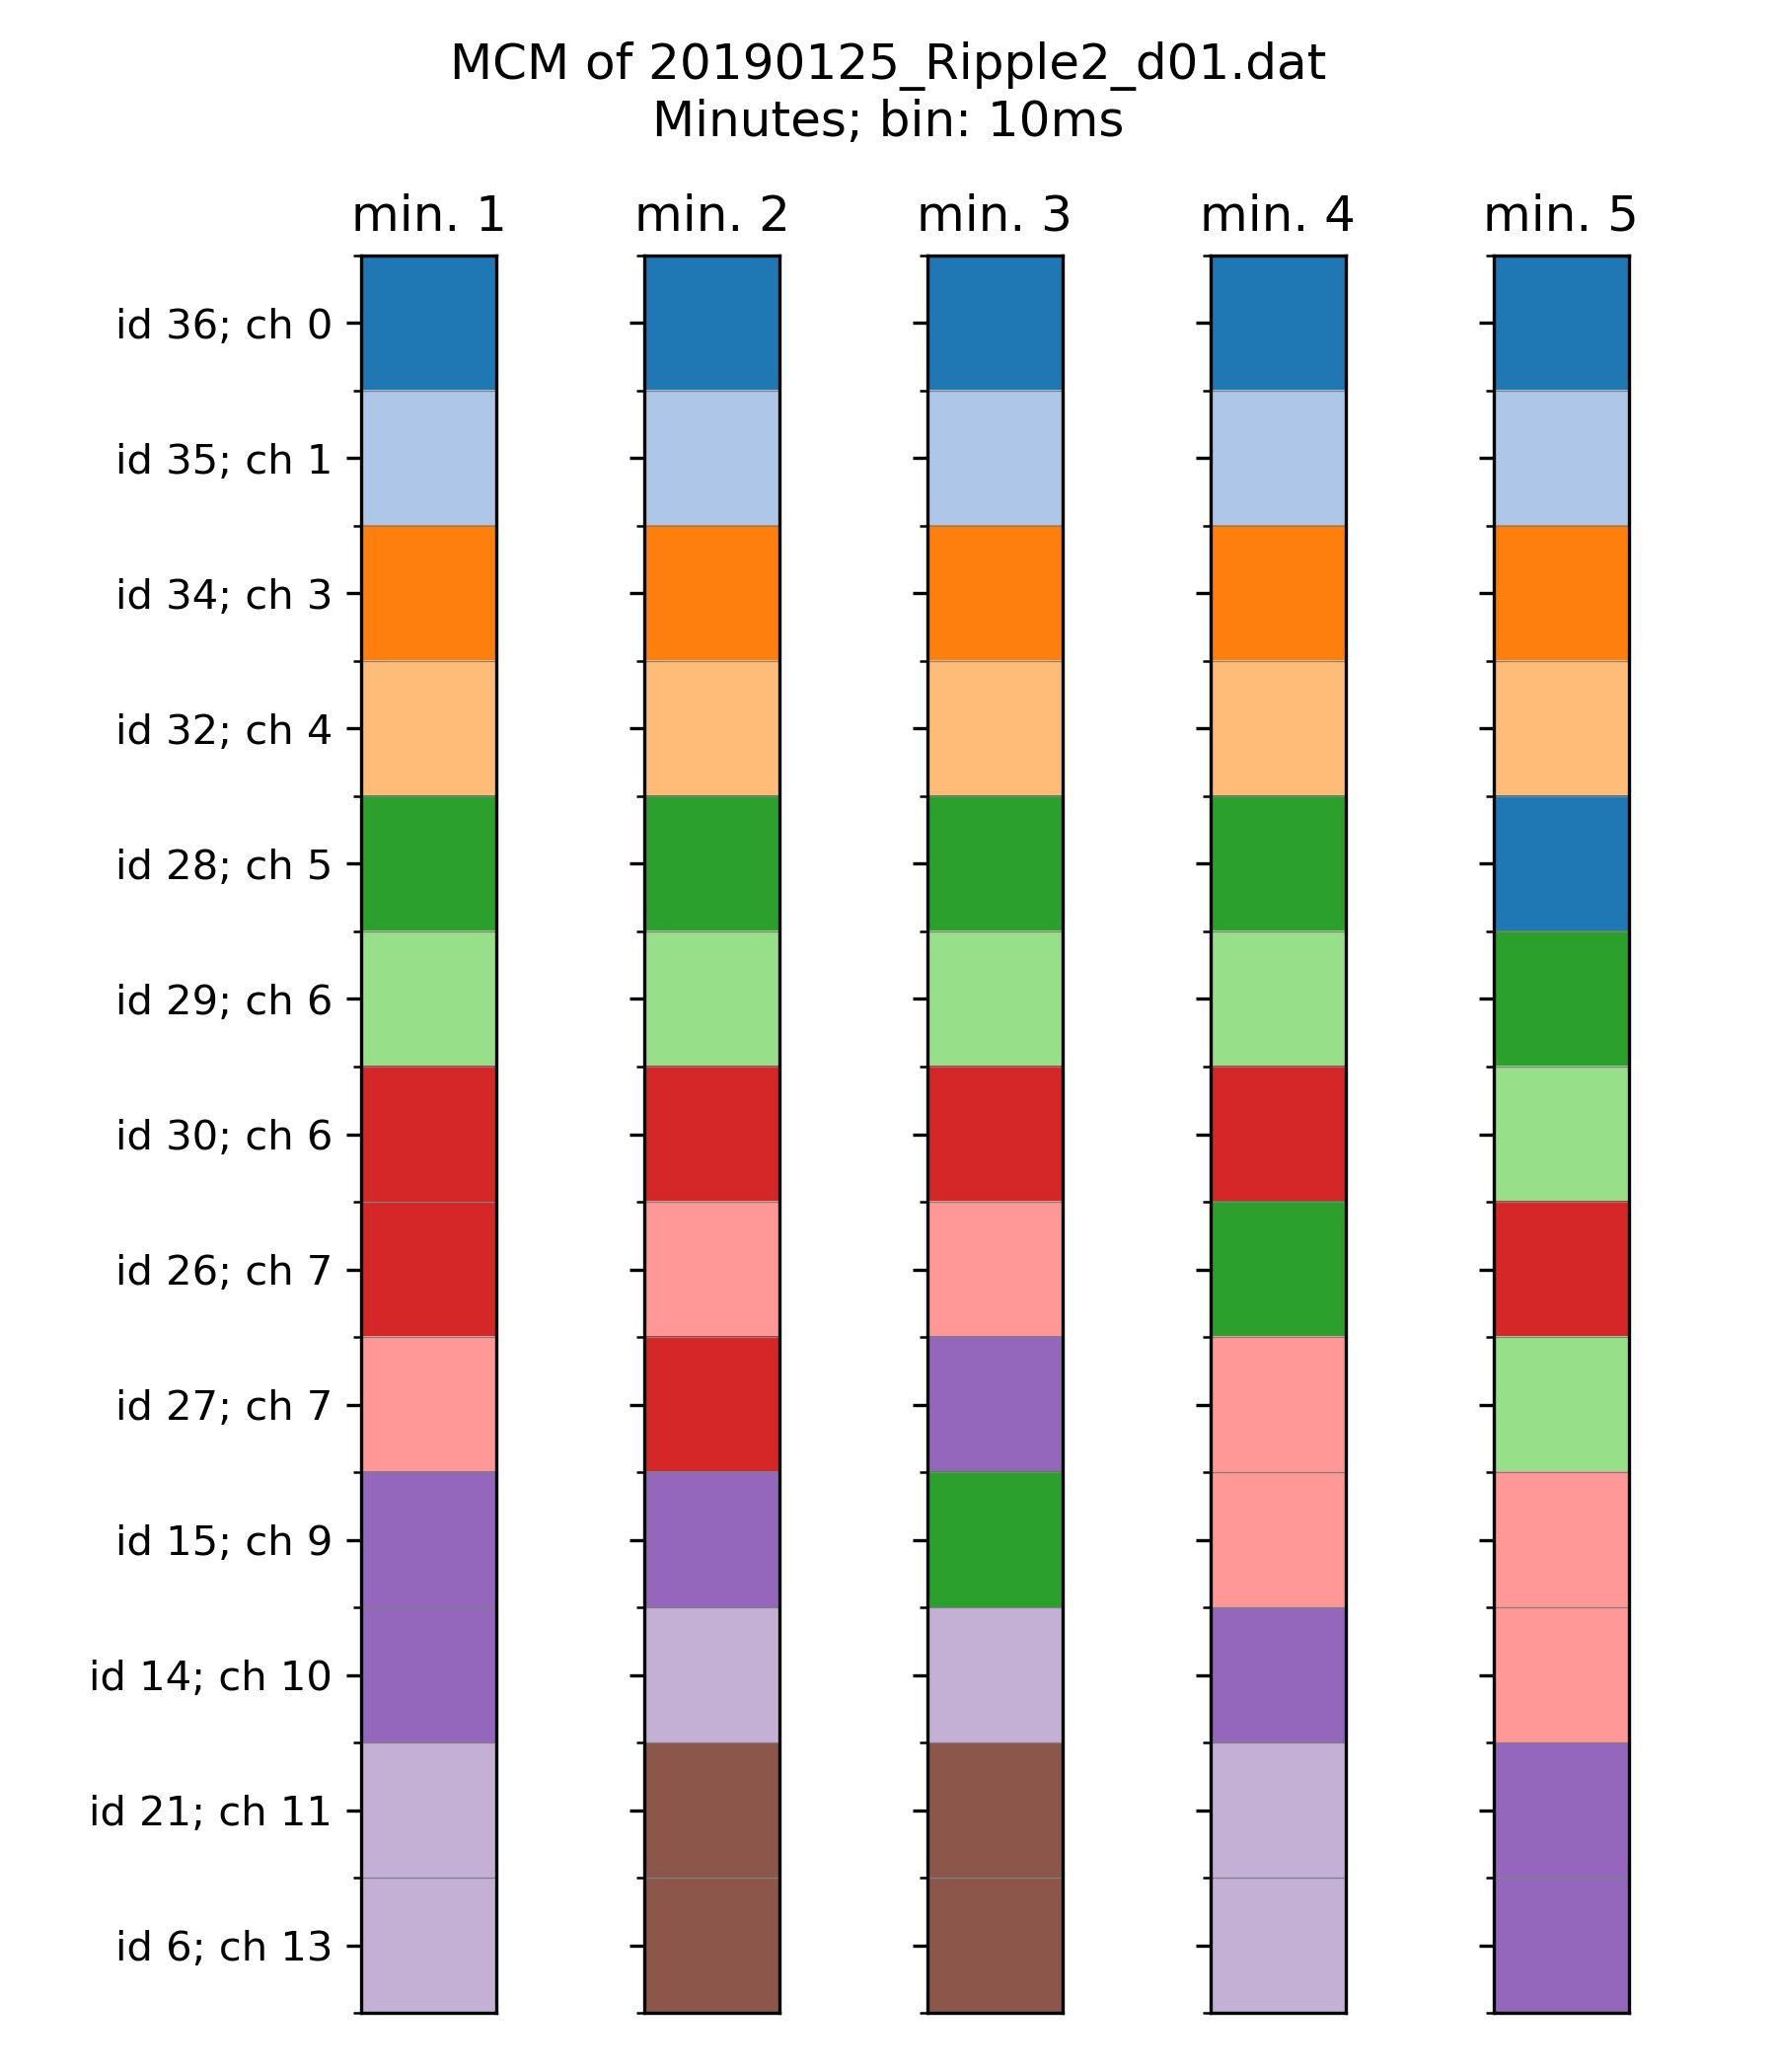 MCM of 20190125_Ripple2_d01.dat
Minutes; bin: 10ms
min. 1 min. 2 min. 3 min. 4 min. 5
id 36; ch 0
id 35; ch 1
id 34; ch 3
id 32; ch 4
id 28; ch 5
id 29; ch 6
id 30; ch 6
id 26; ch 7
id 27; ch 7
id 15; ch 9
id 14; ch 10
id 21; ch 11
id 6; ch 13